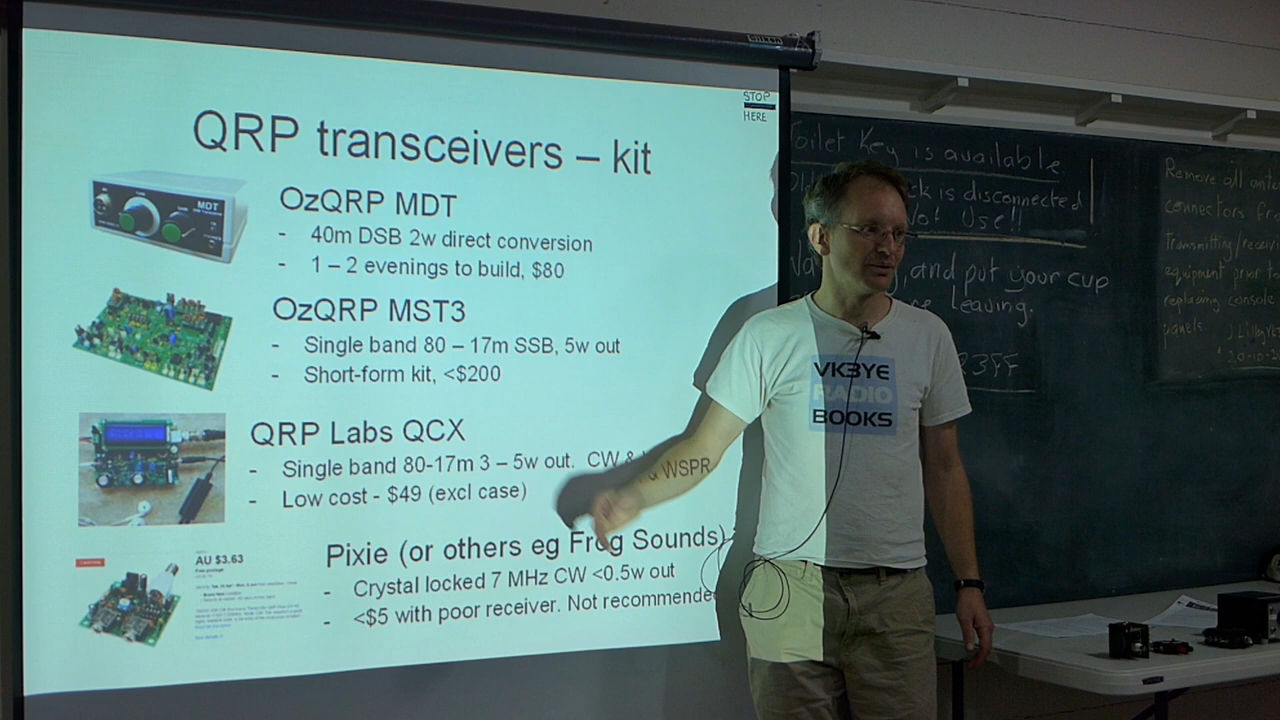 STOP
HERE
QRP transceivers – kit
MDT
OzQRP MDT
- 40m DSB 2w direct conversion
- 1 – 2 evenings to build, $80
OzQRP MST3
- Single band 80 – 17m SSB, 5w out
- Short-form kit, <$200
QRP Labs QCX
- Single band 80-17m 3 – 5w out. CW & WSPR
- Low cost - $49 (excl case)
AU $3.63
Pixie (or others eg Frog Sounds)
- Crystal locked 7 MHz CW <0.5w out
- <$5 with poor receiver. Not recommende
VK3YE
RADIO
BOOKS
Toilet Key is available
is disconnected
Not Use!!
and put your cup
leaving.
Remove all
connectors
Transmitting/
equipment prior to
replacing console
panels.